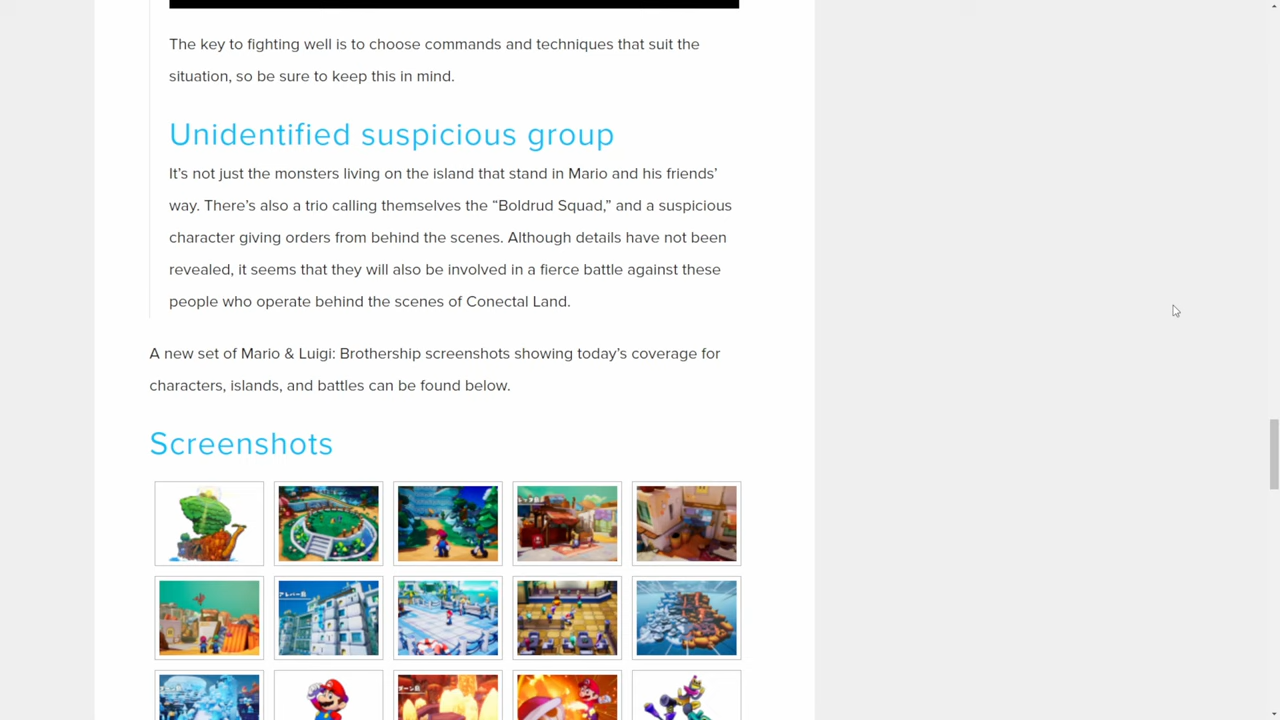 The key to fighting well is to choose commands and techniques that suit the
situation, so be sure to keep this in mind.
Unidentified suspicious group
It’s not just the monsters living on the island that stand in Mario and his friends’
way. There’s also a trio calling themselves the “Boldrud Squad,” and a suspicious
character giving orders from behind the scenes. Although details have not been
revealed, it seems that they will also be involved in a fierce battle against these
people who operate behind the scenes of Conectal Land.
A new set of Mario & Luigi: Brothership screenshots showing today’s coverage for
characters, islands, and battles can be found below.
Screenshots